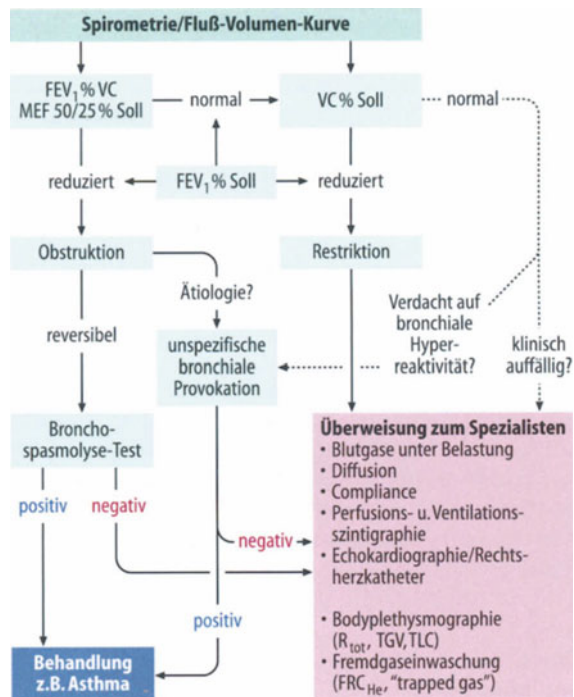 Spirometrie/Fluß-Volumen-Kurve
FEV1 % VC
MEF 50/25 % Soll
normal
VC % Soll
normal
reduziert
FEV1 % Soll
reduziert
Obstruktion
Restriktion
Ätiologie?
Verdacht auf
bronchiale
Hyper-
reaktivität?
klinisch
auffällig?
reversibel
unspezifische
bronchiale
Provokation
Broncho-
spasmolyse-Test
positiv
negativ
negativ
positiv
Behandlung
z.B. Asthma
Überweisung zum Spezialisten
• Blutgase unter Belastung
• Diffusion
• Compliance
• Perfusions- u. Ventilations-
szintigraphie
• Echokardiographie/Rechts-
herzkatheter
• Bodyplethysmographie
(Rtot, TGV, TLC)
• Fremdgaseinwaschung
(FRCHe, "trapped gas")